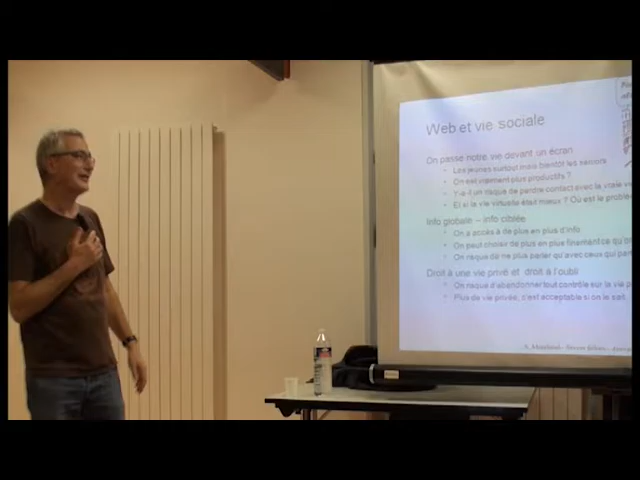 Web et vie sociale
On passe notre vie devant un écran
Les jeunes surtout mais bientôt les seniors
On est vraiment plus productifs ?
Y-a-t-il un risque de perdre contact avec la vraie
Et si la vie virtuelle était mieux ? Où est le
Info globale – info ciblée
On a accès à de plus en plus d'info
On peut choisir de plus en plus finement ce
On risque de ne plus parler qu'avec ceux qui
Droit à une vie privé et droit à l'oubli
On risque d'abandonner tout contrôle sur la vie
Plus de vie privée, c'est acceptable si on le sait